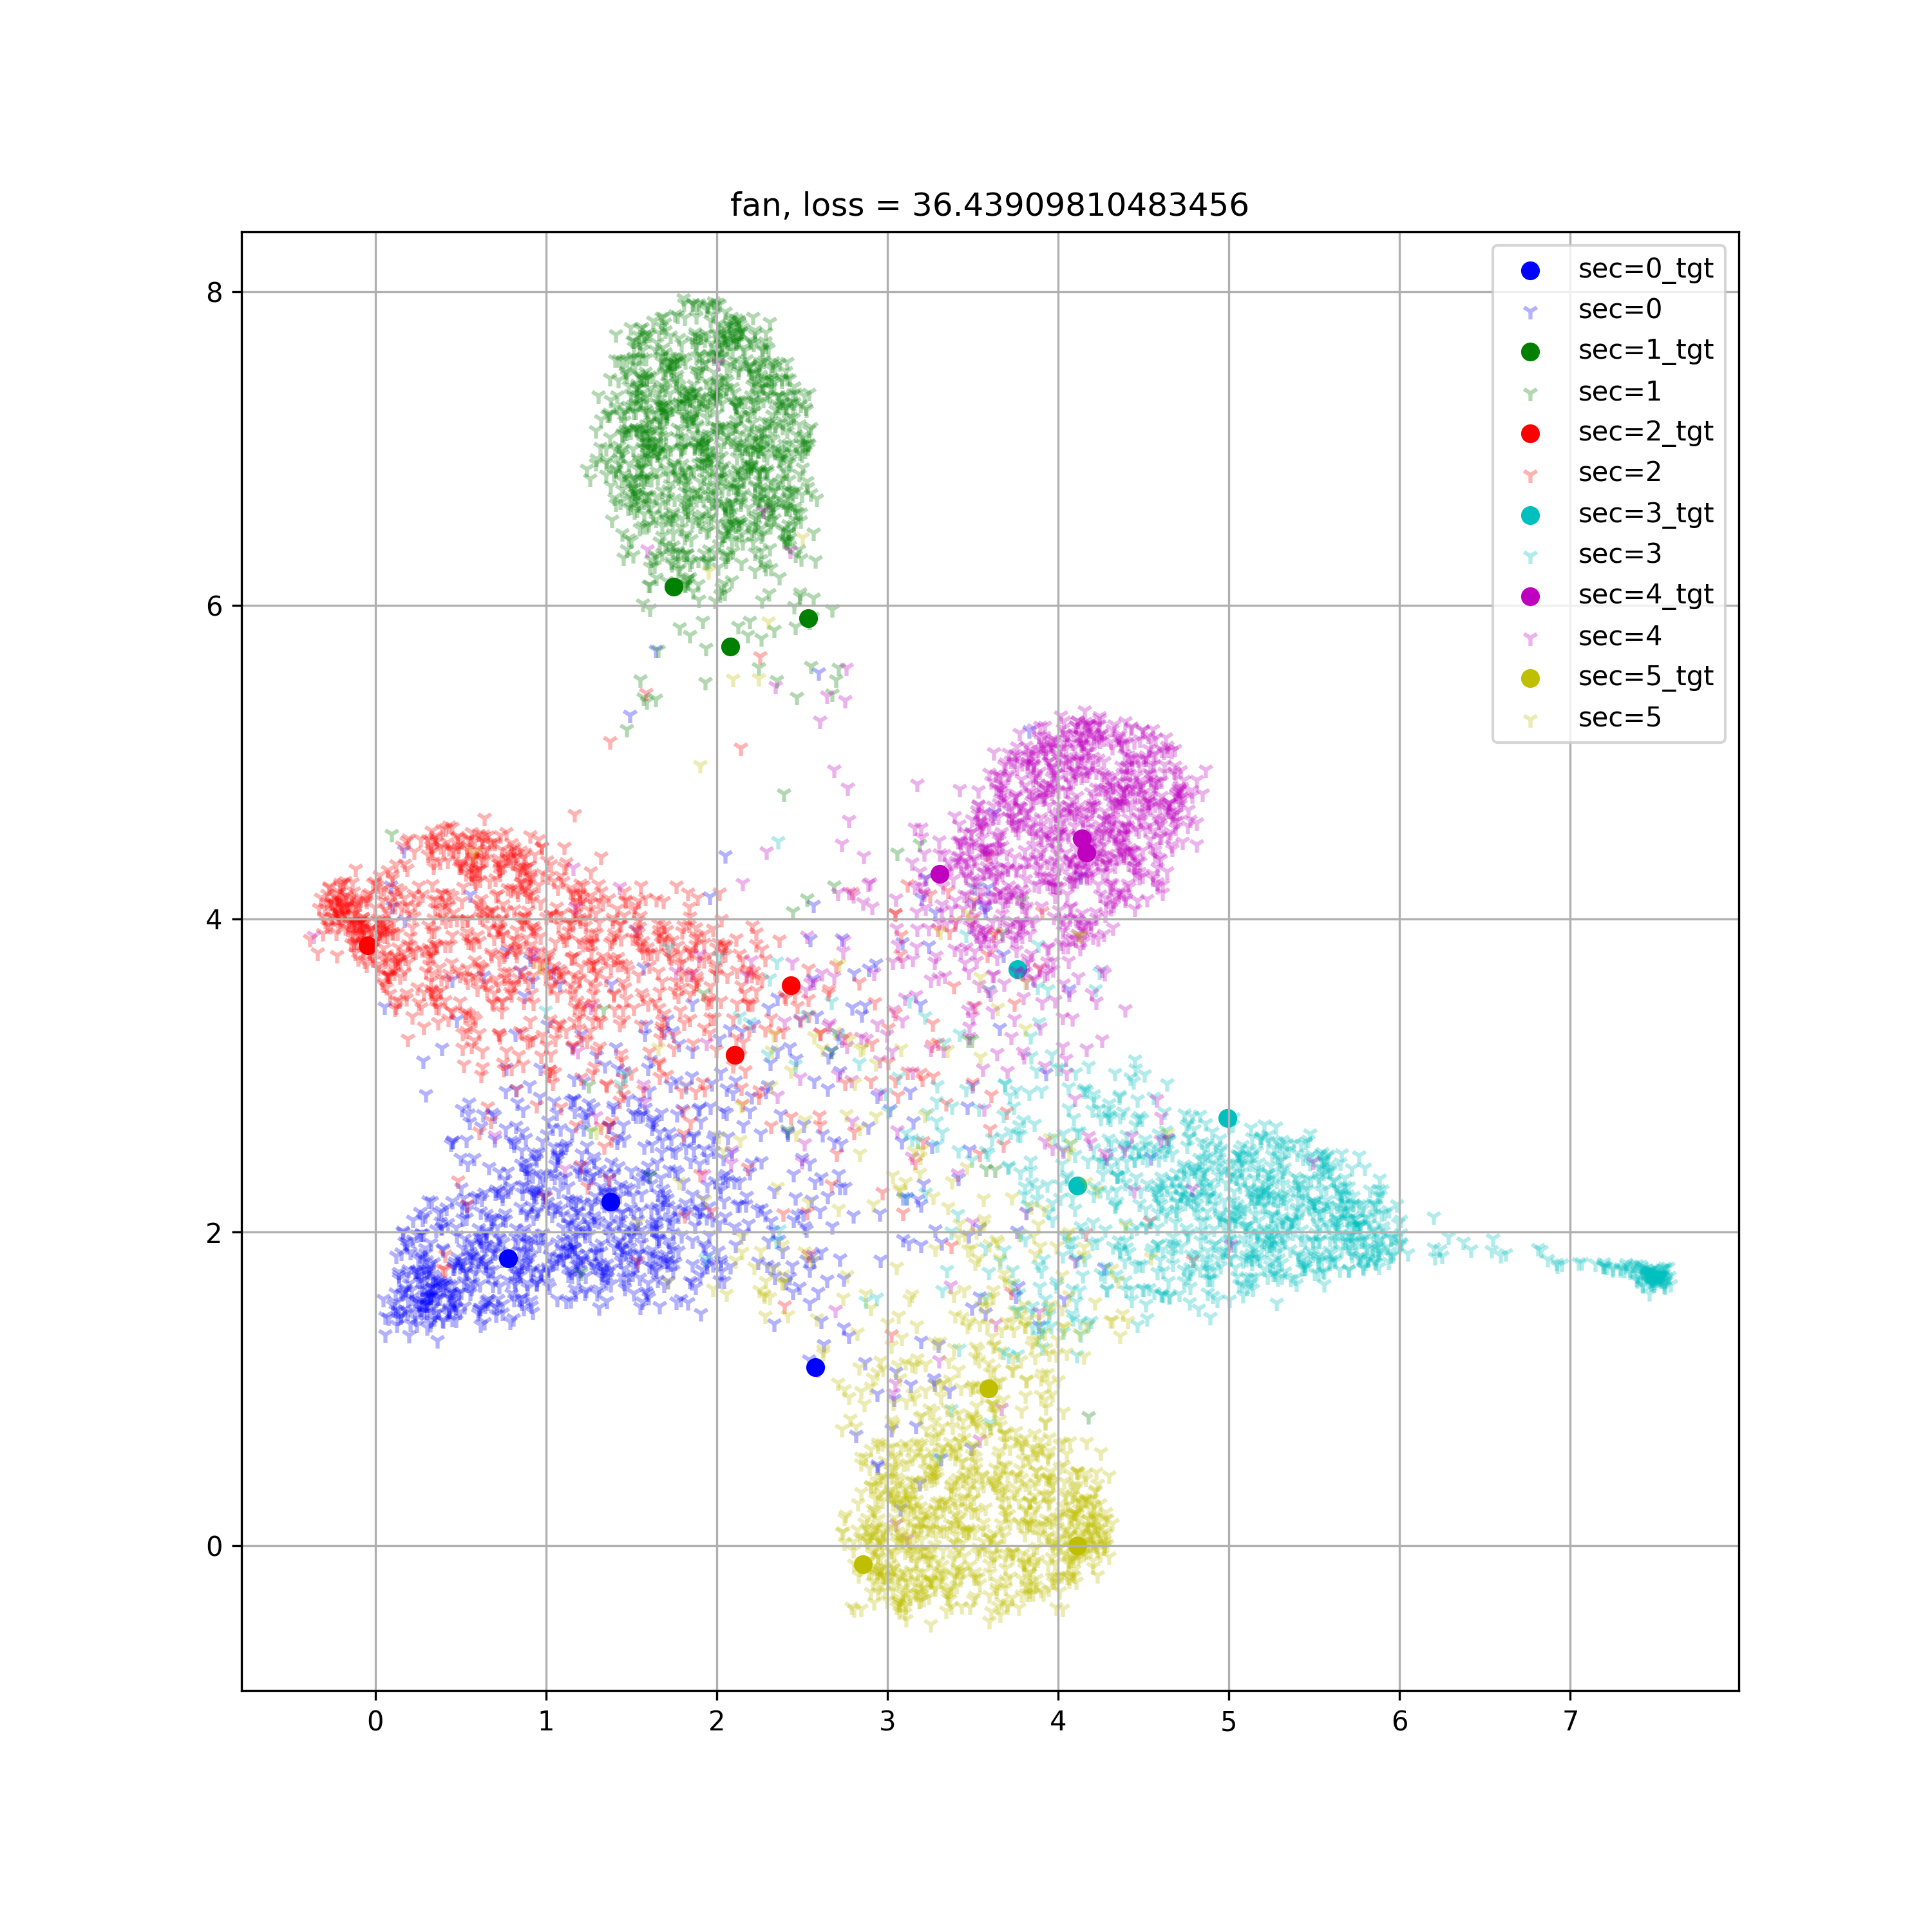 fan, loss = 36.43909810483456
sec=0_tgt
sec=0
sec=1_tgt
sec=1
sec=2_tgt
sec=2
sec=3_tgt
sec=3
sec=4_tgt
sec=4
sec=5_tgt
sec=5
8
6
4
2
0
0 1 2 3 4 5 6 7